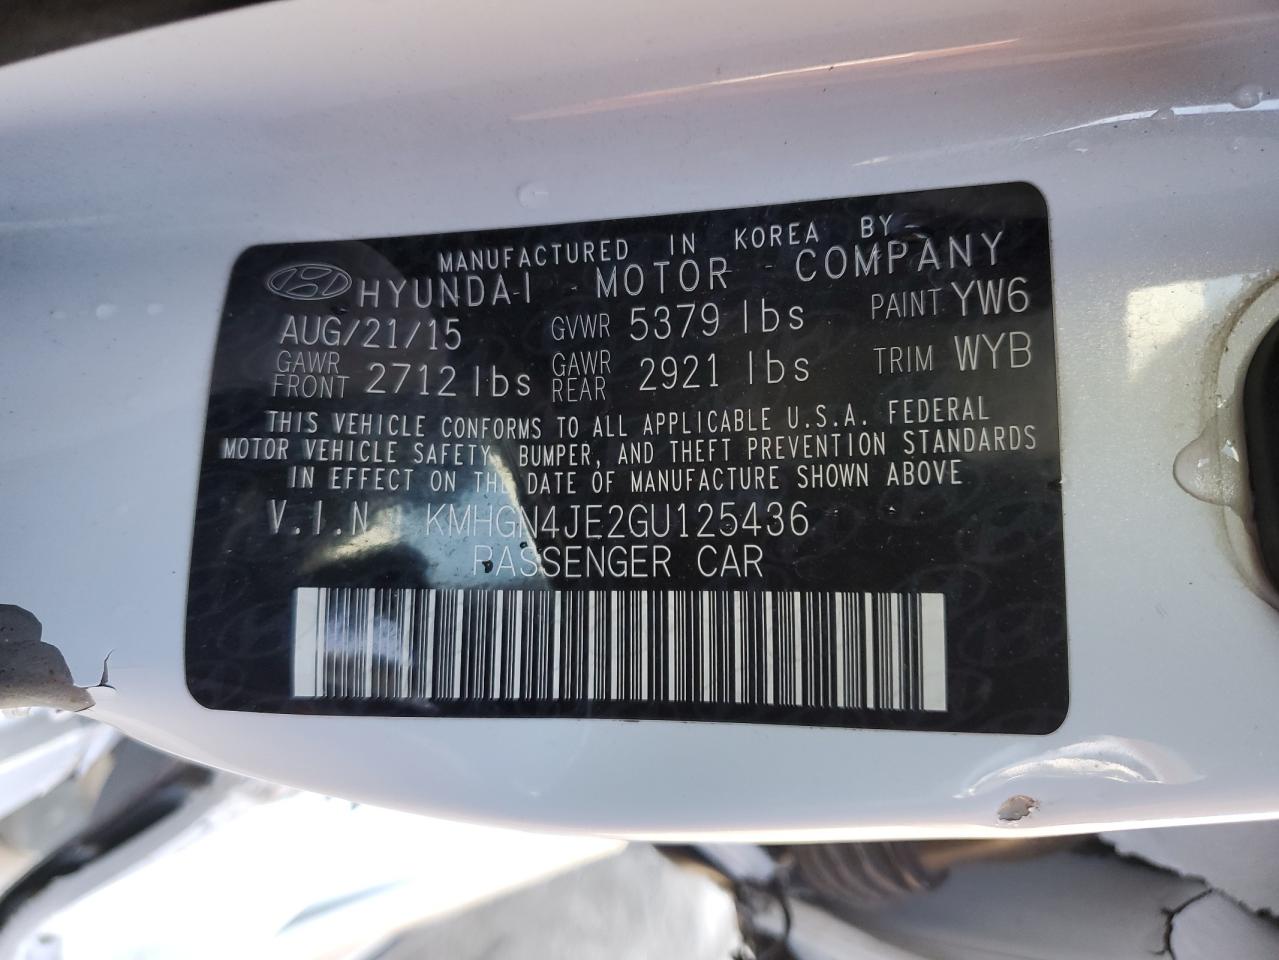 MANUFACTURED IN KOREA BY
HYUNDAI MOTOR COMPANY
AUG/21/15 GVWR 5379 lbs PAINT YW6
GAWR FRONT 2712 lbs GAWR REAR 2921 lbs TRIM WYB
THIS VEHICLE CONFORMS TO ALL APPLICABLE U.S.A. FEDERAL
MOTOR VEHICLE SAFETY, BUMPER, AND THEFT PREVENTION STANDARDS
IN EFFECT ON THE DATE OF MANUFACTURE SHOWN ABOVE
V.I.N : KMHGN4JE2GU125436
PASSENGER CAR